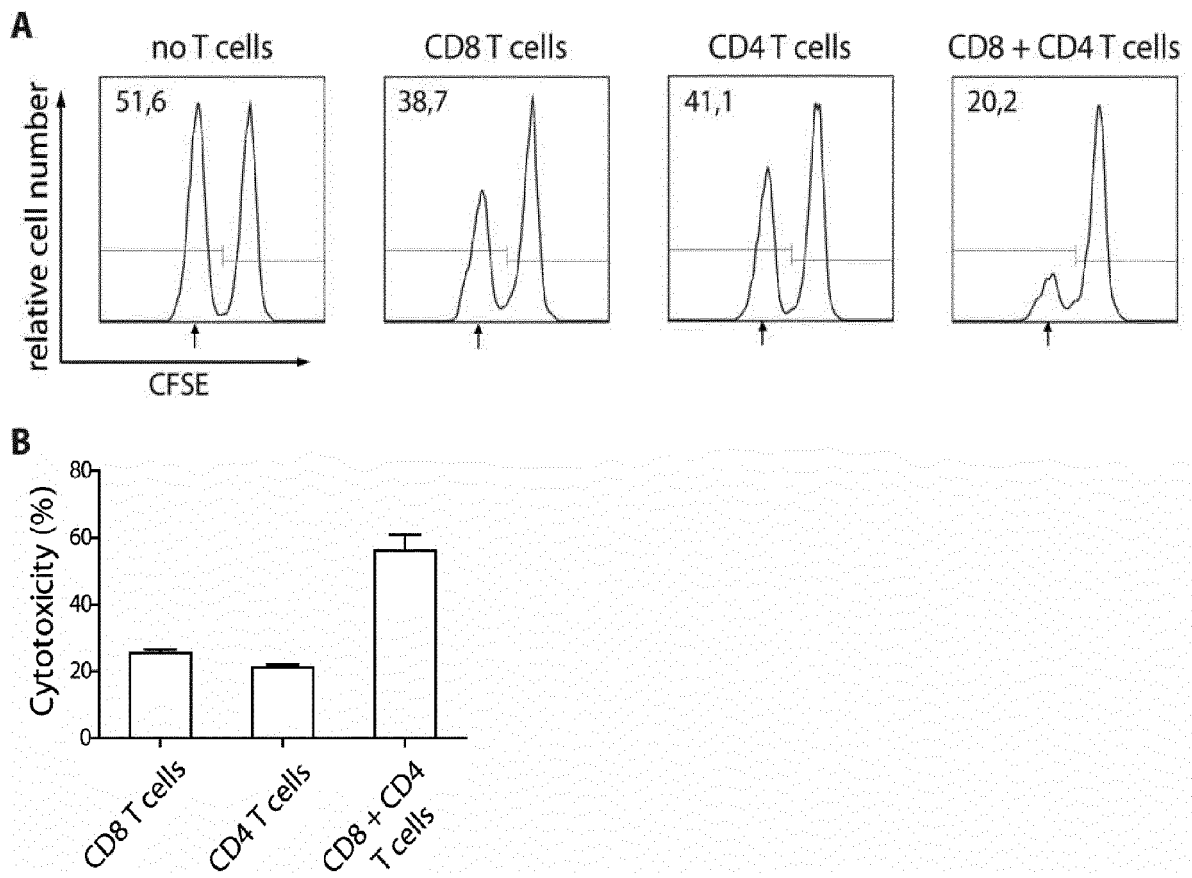 A
no T cells
CD8 T cells
CD4 T cells
CD8 + CD4 T cells
51,6
38,7
41,1
20,2
relative cell number
CFSE
B
Cytotoxicity (%)
80
60
40
20
0
CD8 T cells
CD4 T cells
CD8 + CD4
T cells